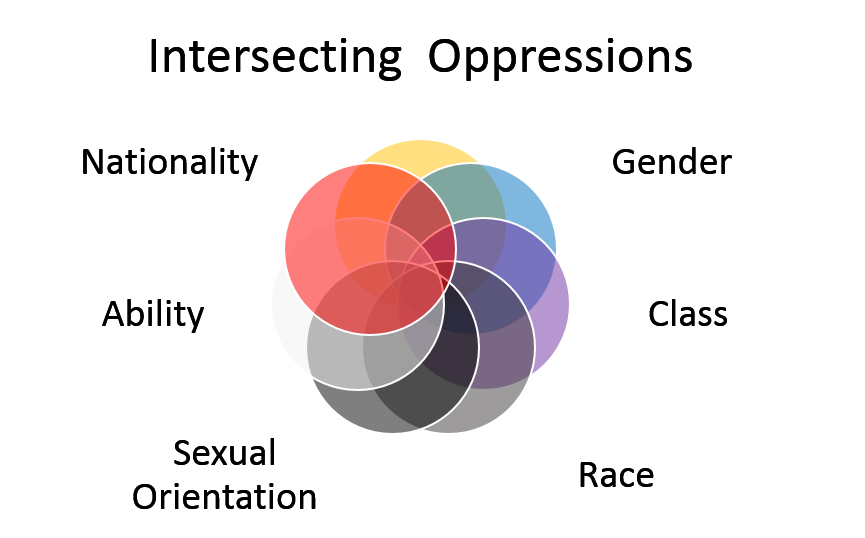 Intersecting Oppressions
Nationality
Gender
Ability
Class
Sexual
Orientation
Race